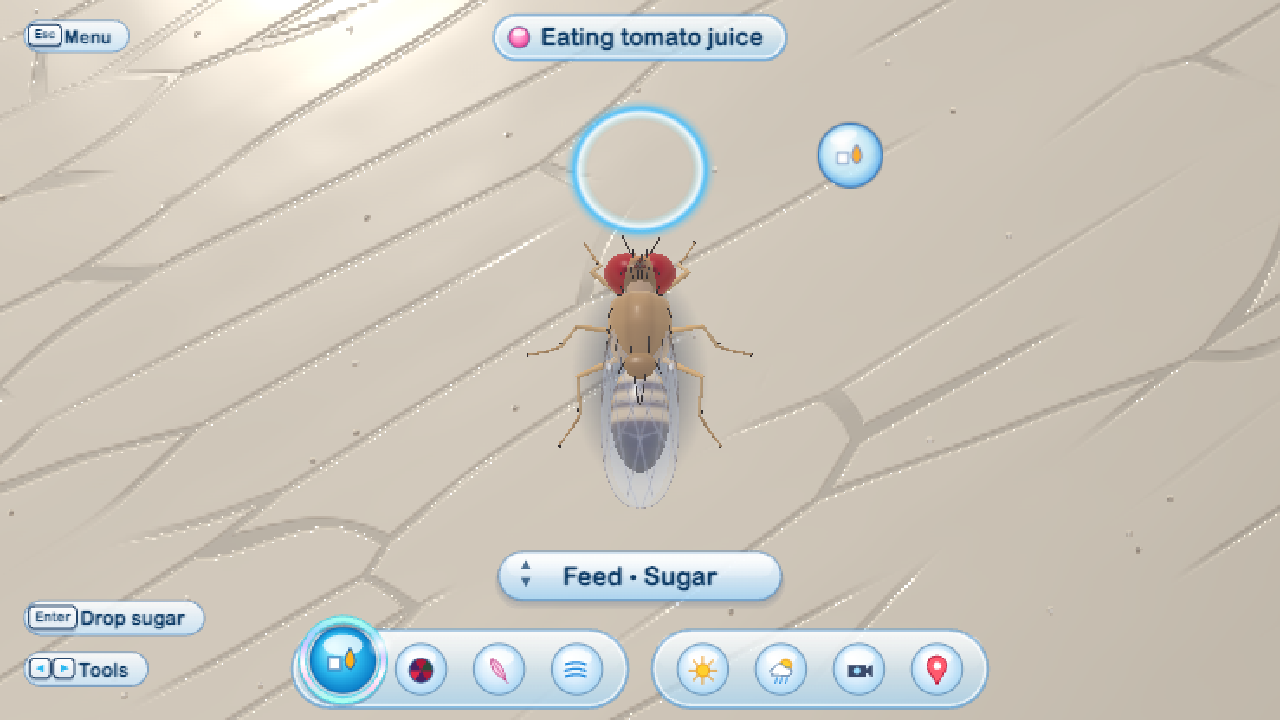 Esc Menu
Eating tomato juice
Feed · Sugar
Enter Drop sugar
Tools